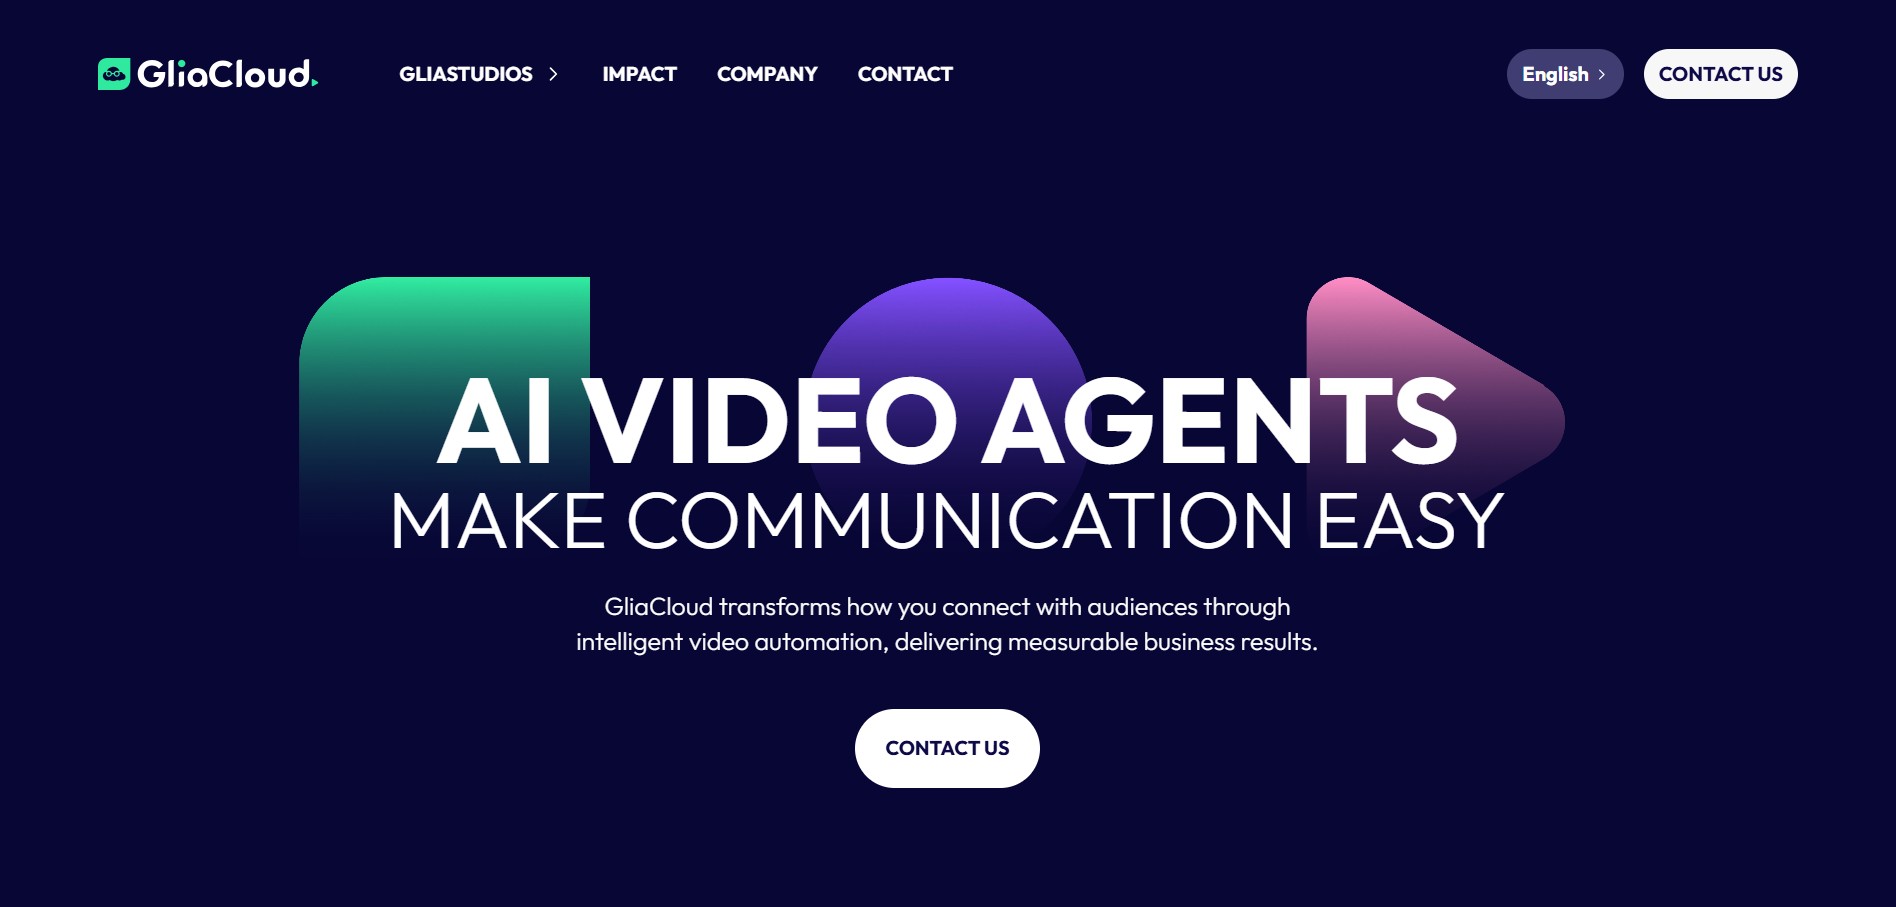 GliaCloud
GLIASTUDIOS
IMPACT
COMPANY
CONTACT
English
CONTACT US
AI VIDEO AGENTS
MAKE COMMUNICATION EASY
GliaCloud transforms how you connect with audiences through
intelligent video automation, delivering measurable business results.
CONTACT US